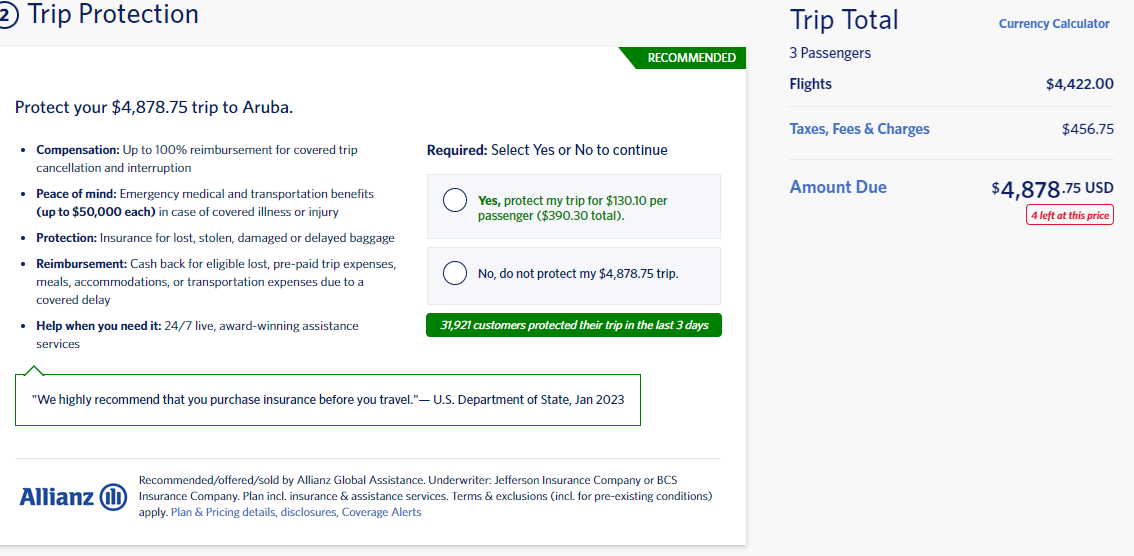 2 Trip Protection
RECOMMENDED
Protect your $4,878.75 trip to Aruba.
• Compensation: Up to 100% reimbursement for covered trip
cancellation and interruption
• Peace of mind: Emergency medical and transportation benefits
(up to $50,000 each) in case of covered illness or injury
• Protection: Insurance for lost, stolen, damaged or delayed baggage
• Reimbursement: Cash back for eligible lost, pre-paid trip expenses,
meals, accommodations, or transportation expenses due to a
covered delay
• Help when you need it: 24/7 live, award-winning assistance
services
Required: Select Yes or No to continue
Yes, protect my trip for $130.10 per
passenger ($390.30 total).
No, do not protect my $4,878.75 trip.
31,921 customers protected their trip in the last 3 days
"We highly recommend that you purchase insurance before you travel."— U.S. Department of State, Jan 2023
Allianz
Recommended/offered/sold by Allianz Global Assistance. Underwriter: Jefferson Insurance Company or BCS
Insurance Company. Plan incl. insurance & assistance services. Terms & exclusions (incl. for pre-existing conditions)
apply. Plan & Pricing details, disclosures, Coverage Alerts
Trip Total Currency Calculator
3 Passengers
Flights $4,422.00
Taxes, Fees & Charges $456.75
Amount Due $4,878.75 USD
4 left at this price